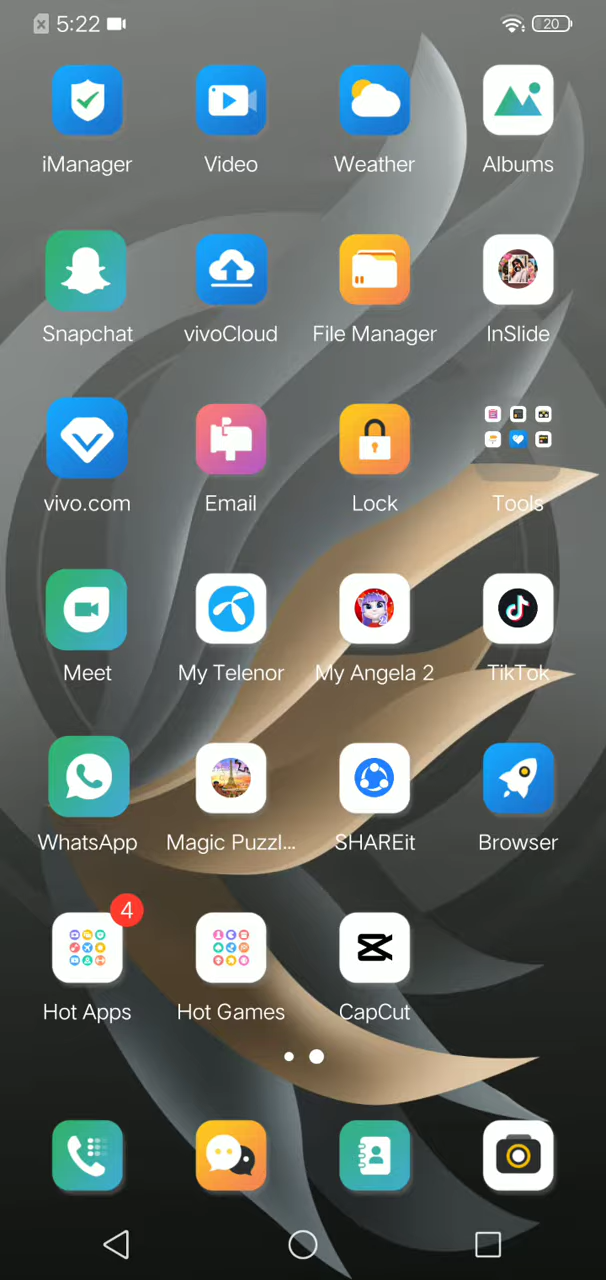 5:22
20
iManager
Video
Weather
Albums
Snapchat
vivoCloud
File Manager
InSlide
vivo.com
Email
Lock
Tools
Meet
My Telenor
My Angela 2
TikTok
WhatsApp
Magic Puzzl...
SHAREit
Browser
4
Hot Apps
Hot Games
CapCut